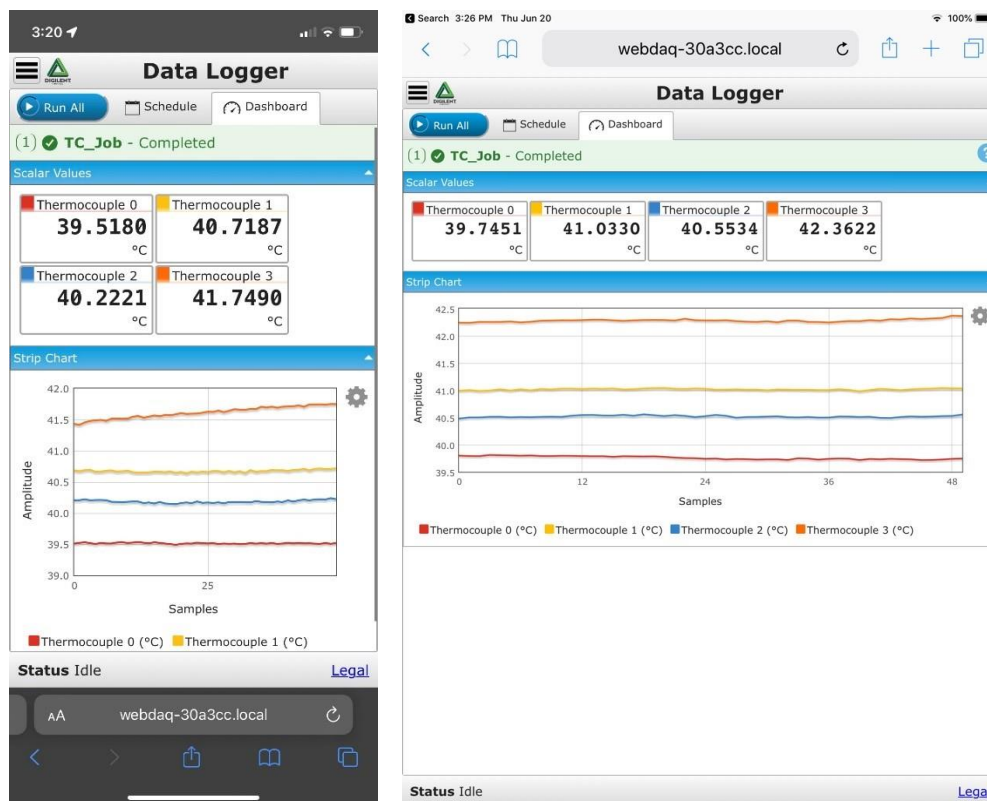 3:20
Data Logger
DIGILENT
Run All Schedule Dashboard
(1) TC_Job - Completed
Scalar Values
Thermocouple 0 Thermocouple 1
39.5180 40.7187
°C °C
Thermocouple 2 Thermocouple 3
40.2221 41.7490
°C °C
Strip Chart
42.0
41.5
41.0
40.5
40.0
39.5
39.0
Amplitude
0 25
Samples
Thermocouple 0 (°C) Thermocouple 1 (°C)
Status Idle Legal
AA webdaq-30a3cc.local
Search 3:26 PM Thu Jun 20 100%
webdaq-30a3cc.local
Data Logger
DIGILENT
Run All Schedule Dashboard
(1) TC_Job - Completed ?
Scalar Values
Thermocouple 0 Thermocouple 1 Thermocouple 2 Thermocouple 3
39.7451 41.0330 40.5534 42.3622
°C °C °C °C
Strip Chart
42.5
42.0
41.5
41.0
40.5
40.0
39.5
Amplitude
0 12 24 36 48
Samples
Thermocouple 0 (°C) Thermocouple 1 (°C) Thermocouple 2 (°C) Thermocouple 3 (°C)
Status Idle Lega